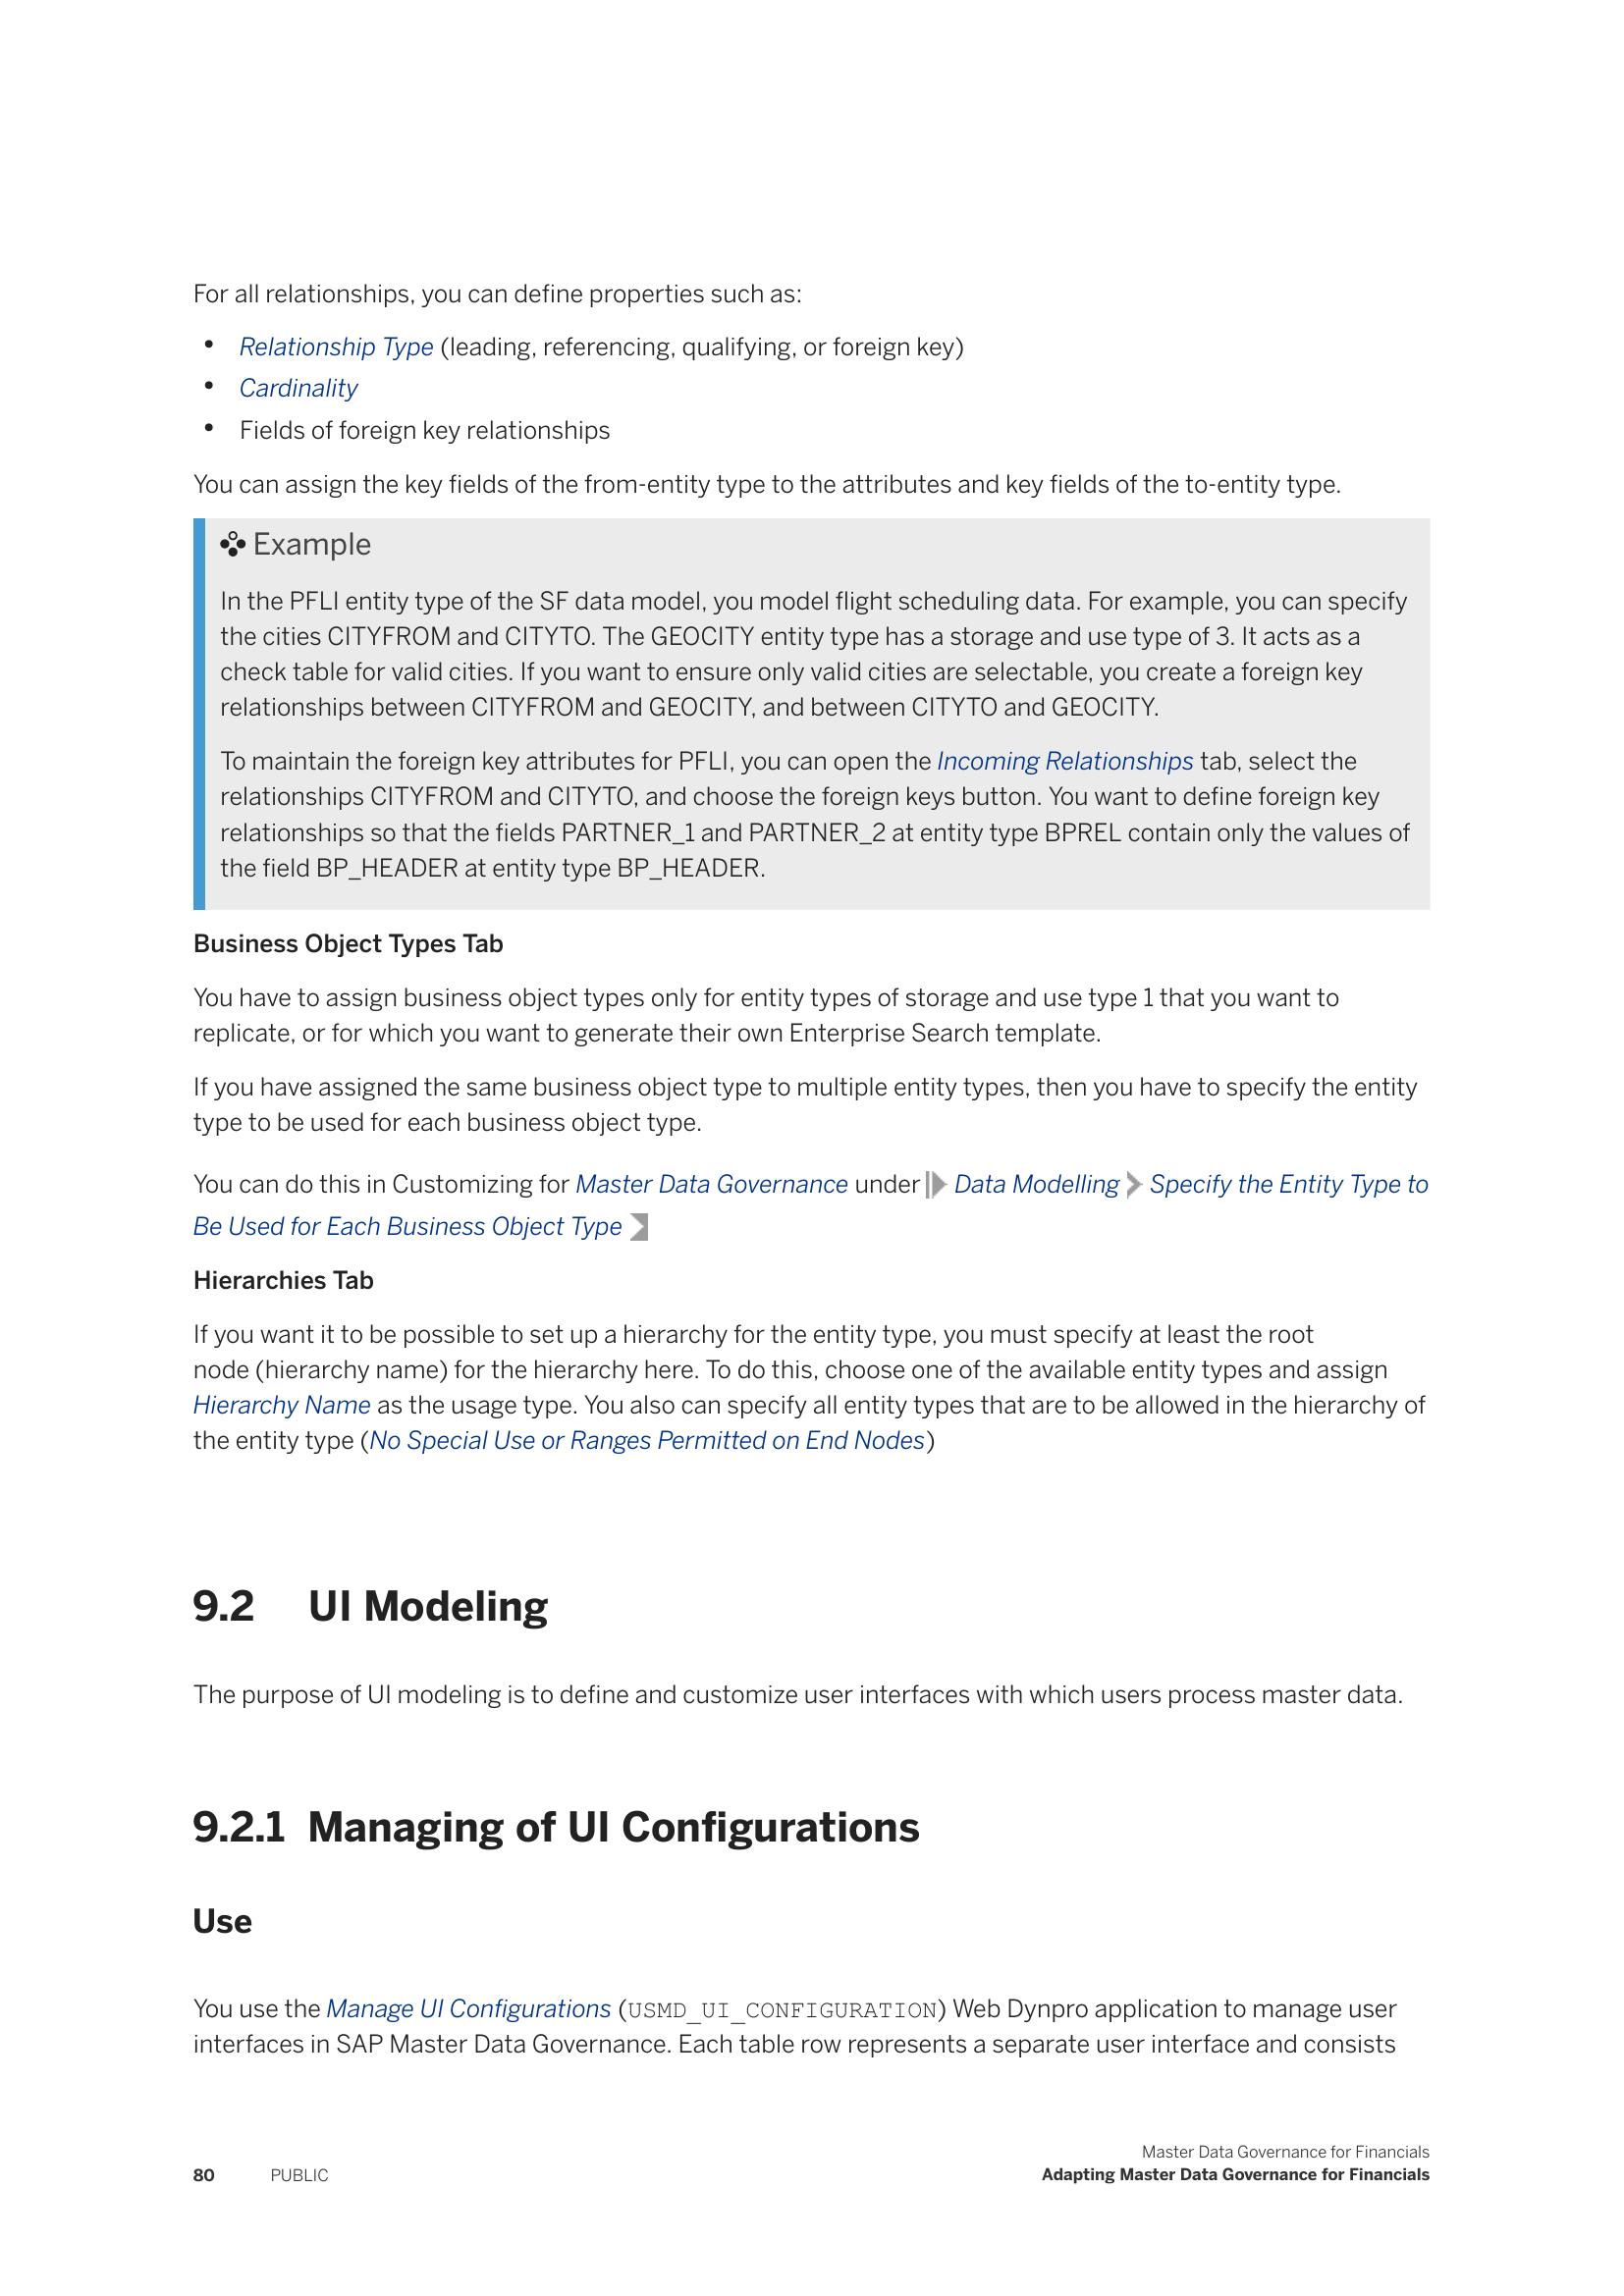 For all relationships, you can define properties such as:
• Relationship Type (leading, referencing, qualifying, or foreign key)
• Cardinality
• Fields of foreign key relationships
You can assign the key fields of the from-entity type to the attributes and key fields of the to-entity type.
Example
In the PFLI entity type of the SF data model, you model flight scheduling data. For example, you can specify
the cities CITYFROM and CITYTO. The GEOCITY entity type has a storage and use type of 3. It acts as a
check table for valid cities. If you want to ensure only valid cities are selectable, you create a foreign key
relationships between CITYFROM and GEOCITY, and between CITYTO and GEOCITY.
To maintain the foreign key attributes for PFLI, you can open the Incoming Relationships tab, select the
relationships CITYFROM and CITYTO, and choose the foreign keys button. You want to define foreign key
relationships so that the fields PARTNER_1 and PARTNER_2 at entity type BPREL contain only the values of
the field BP_HEADER at entity type BP_HEADER.
Business Object Types Tab
You have to assign business object types only for entity types of storage and use type 1 that you want to
replicate, or for which you want to generate their own Enterprise Search template.
If you have assigned the same business object type to multiple entity types, then you have to specify the entity
type to be used for each business object type.
You can do this in Customizing for Master Data Governance under Data Modelling Specify the Entity Type to
Be Used for Each Business Object Type
Hierarchies Tab
If you want it to be possible to set up a hierarchy for the entity type, you must specify at least the root
node (hierarchy name) for the hierarchy here. To do this, choose one of the available entity types and assign
Hierarchy Name as the usage type. You also can specify all entity types that are to be allowed in the hierarchy of
the entity type (No Special Use or Ranges Permitted on End Nodes)
9.2 UI Modeling
The purpose of UI modeling is to define and customize user interfaces with which users process master data.
9.2.1 Managing of UI Configurations
Use
You use the Manage UI Configurations (USMD_UI_CONFIGURATION) Web Dynpro application to manage user
interfaces in SAP Master Data Governance. Each table row represents a separate user interface and consists
Master Data Governance for Financials
80 PUBLIC Adapting Master Data Governance for Financials